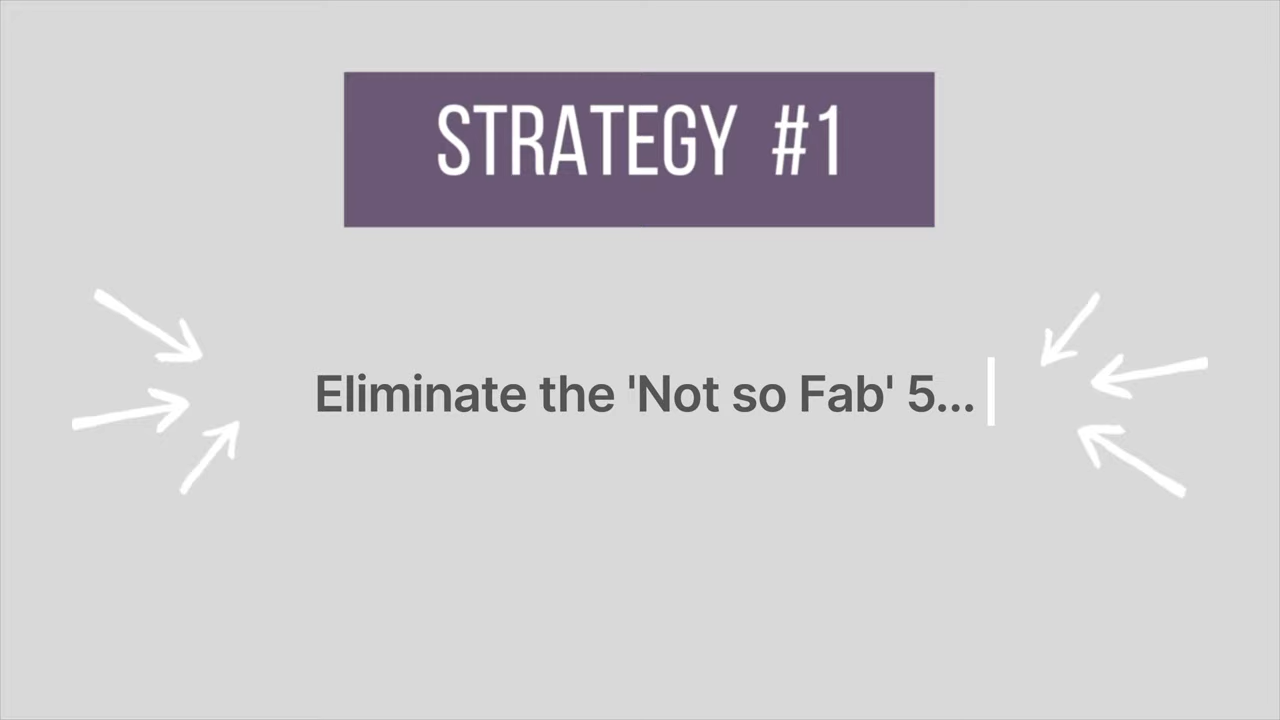 STRATEGY #1
Eliminate the 'Not so Fab' 5...